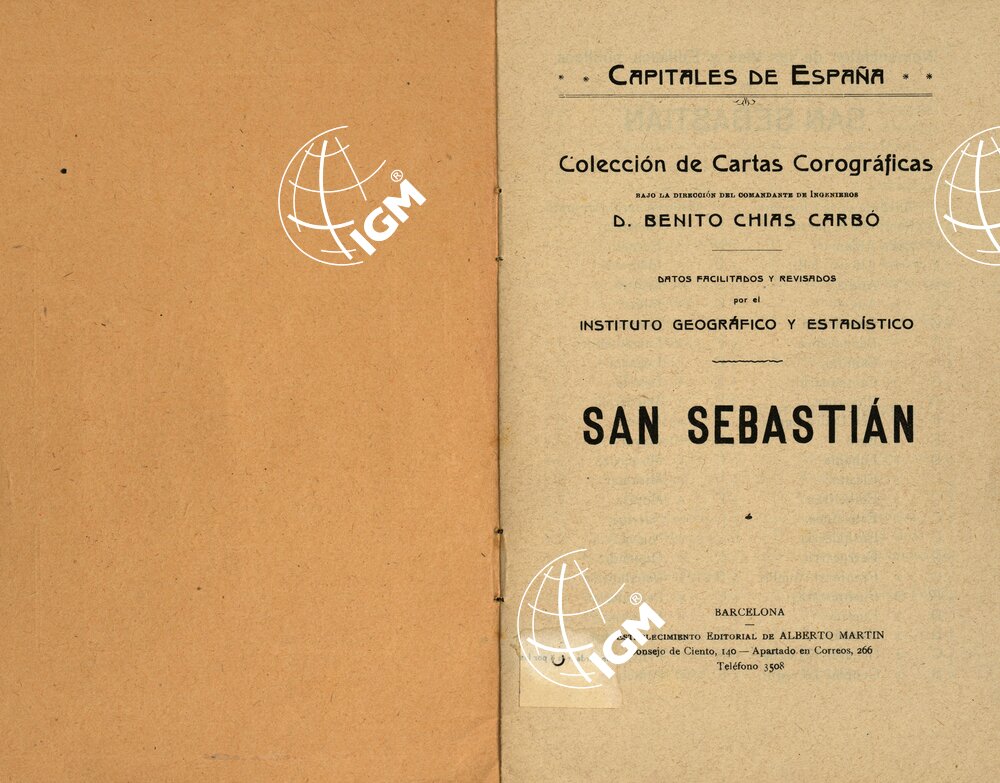 CAPITALES DE ESPAÑA
Colección de Cartas Corográficas
BAJO LA DIRECCIÓN DEL COMANDANTE DE INGENIEROS
D. BENITO CHIAS CARBÓ
DATOS FACILITADOS Y REVISADOS
por el
INSTITUTO GEOGRÁFICO Y ESTADÍSTICO
SAN SEBASTIÁN
BARCELONA
ESTABLECIMIENTO EDITORIAL DE ALBERTO MARTIN
Consejo de Ciento, 140 — Apartado en Correos, 266
Teléfono 3508
IGM®
IGM®